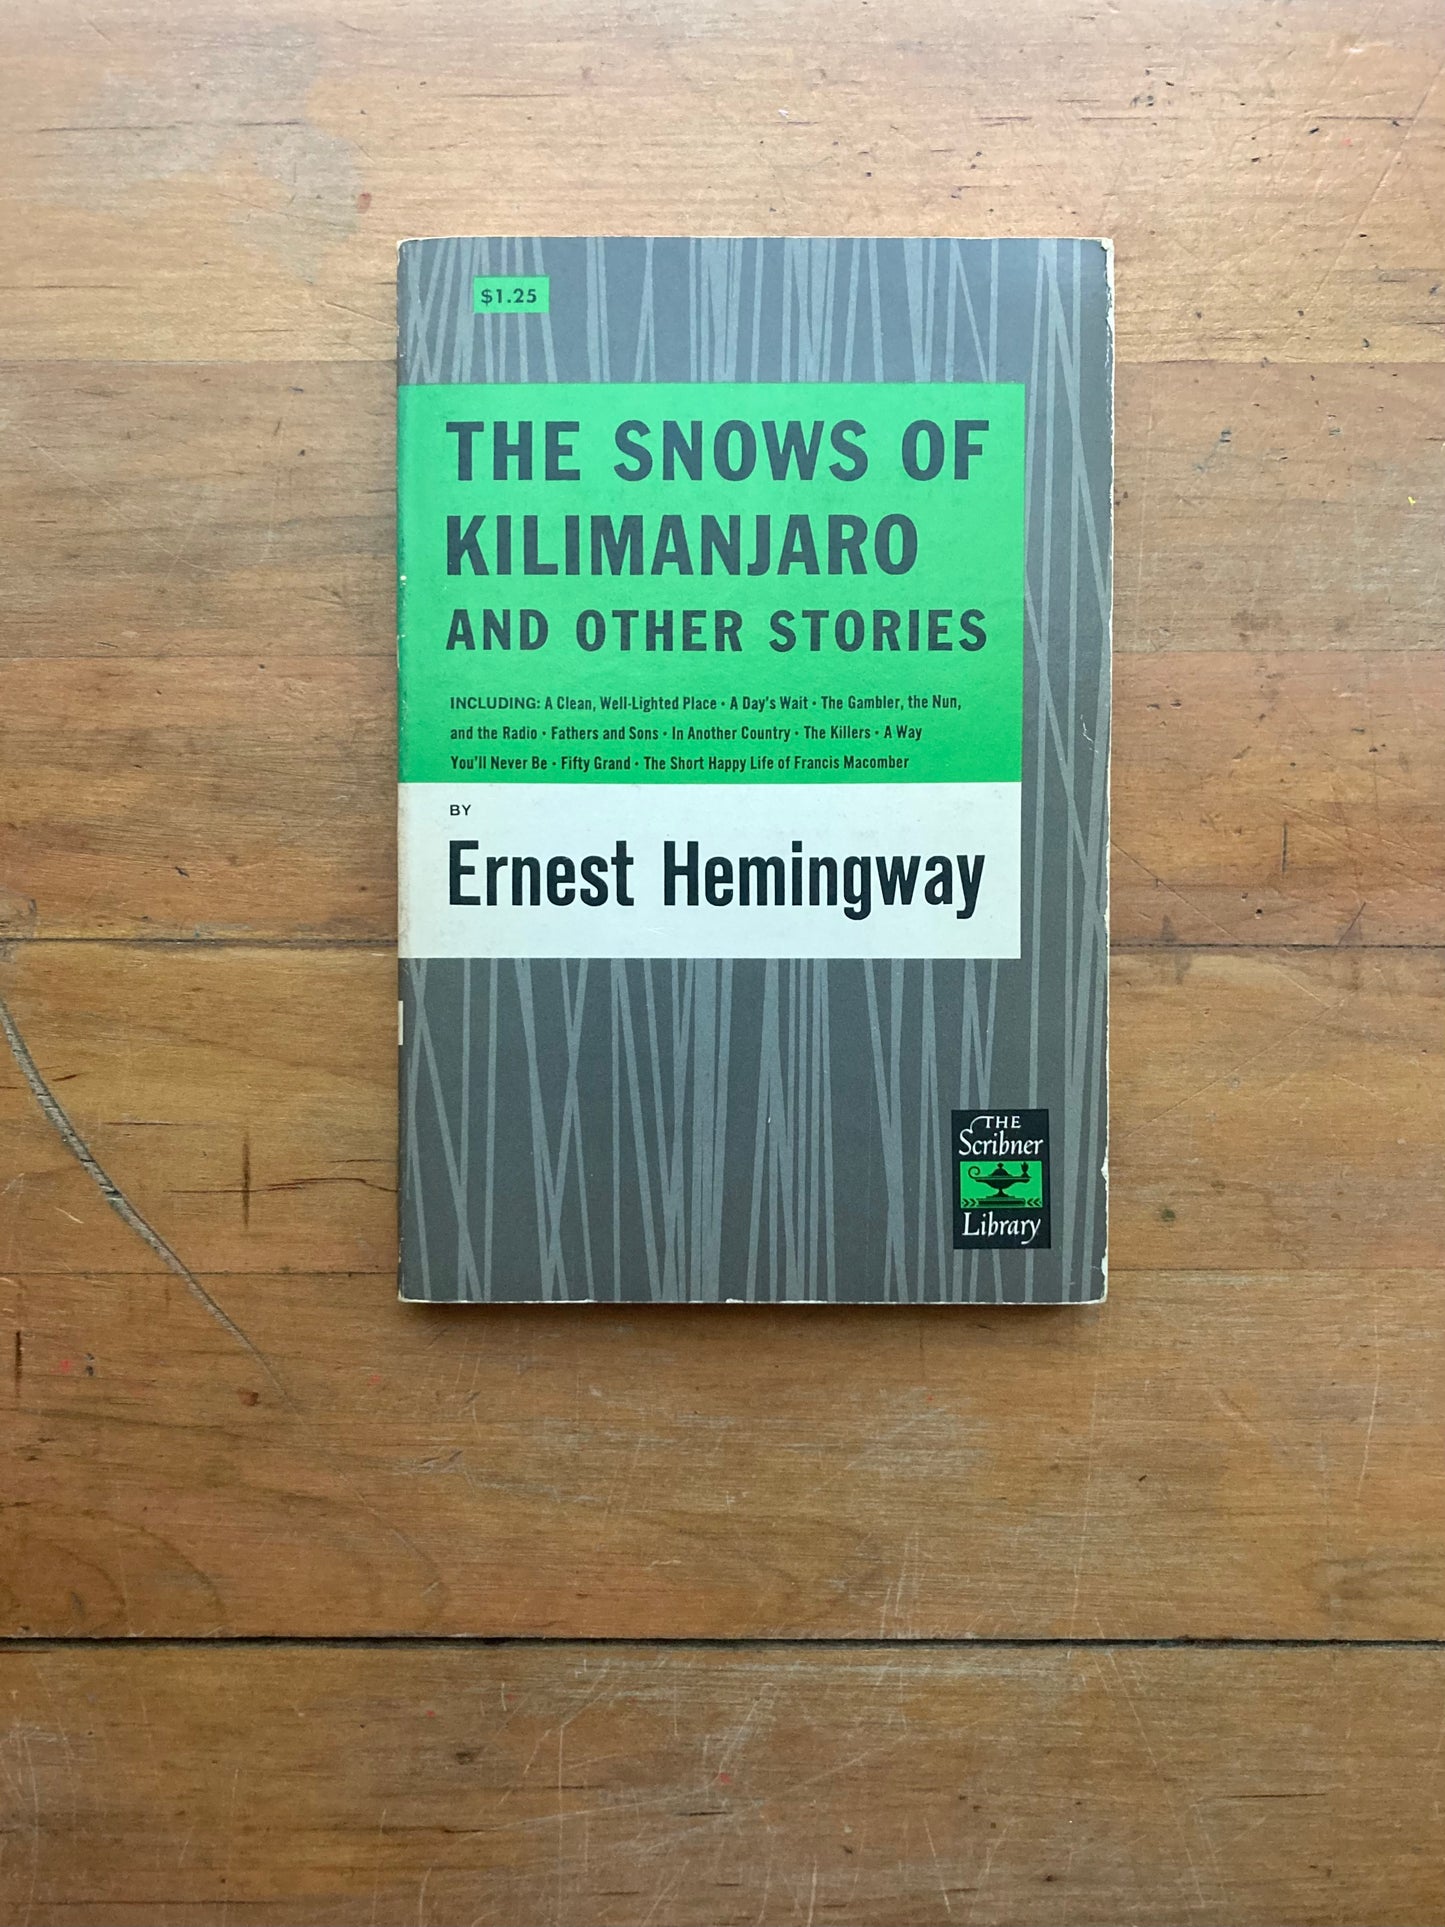 $1.25
THE SNOWS OF
KILIMANJARO
AND OTHER STORIES
INCLUDING: A Clean, Well-Lighted Place • A Day's Wait • The Gambler, the Nun,
and the Radio • Fathers and Sons • In Another Country • The Killers • A Way
You'll Never Be • Fifty Grand • The Short Happy Life of Francis Macomber
BY
Ernest Hemingway
THE
Scribner
Library